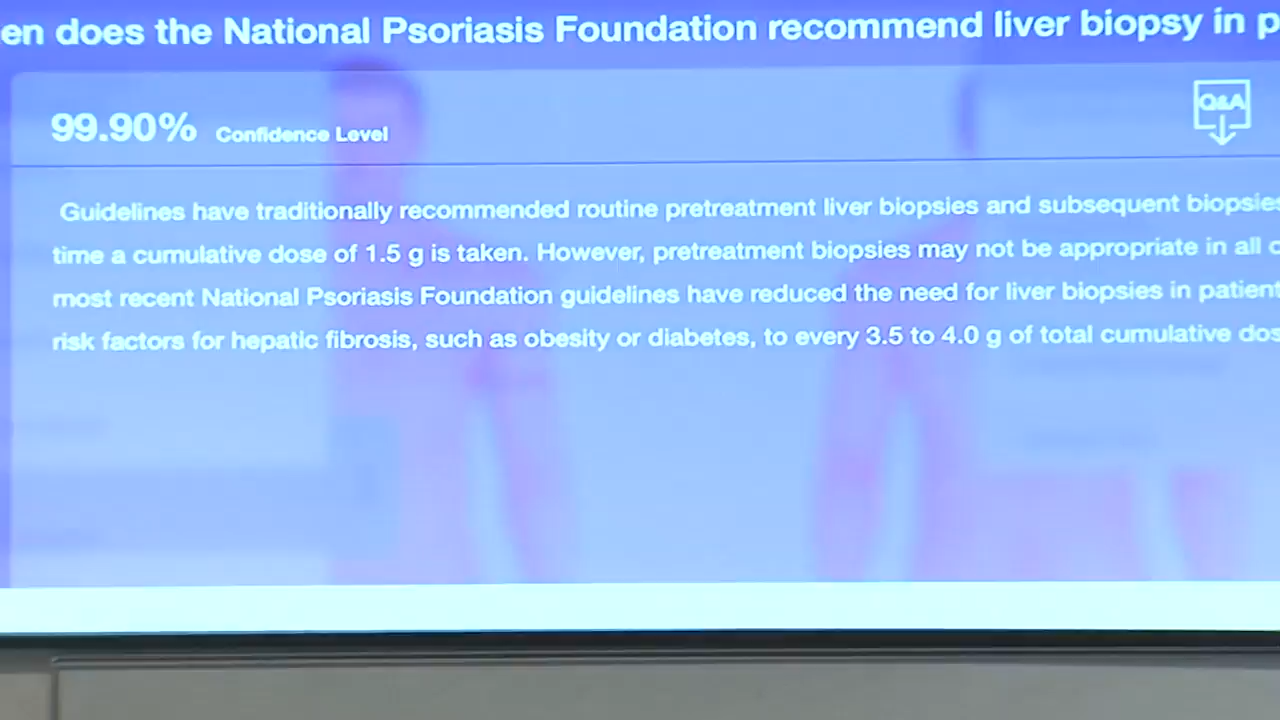 en does the National Psoriasis Foundation recommend liver biopsy in p
99.90% Confidence Level
Q&A
Guidelines have traditionally recommended routine pretreatment liver biopsies and subsequent biopsies
time a cumulative dose of 1.5 g is taken. However, pretreatment biopsies may not be appropriate in all c
most recent National Psoriasis Foundation guidelines have reduced the need for liver biopsies in patient
risk factors for hepatic fibrosis, such as obesity or diabetes, to every 3.5 to 4.0 g of total cumulative dos